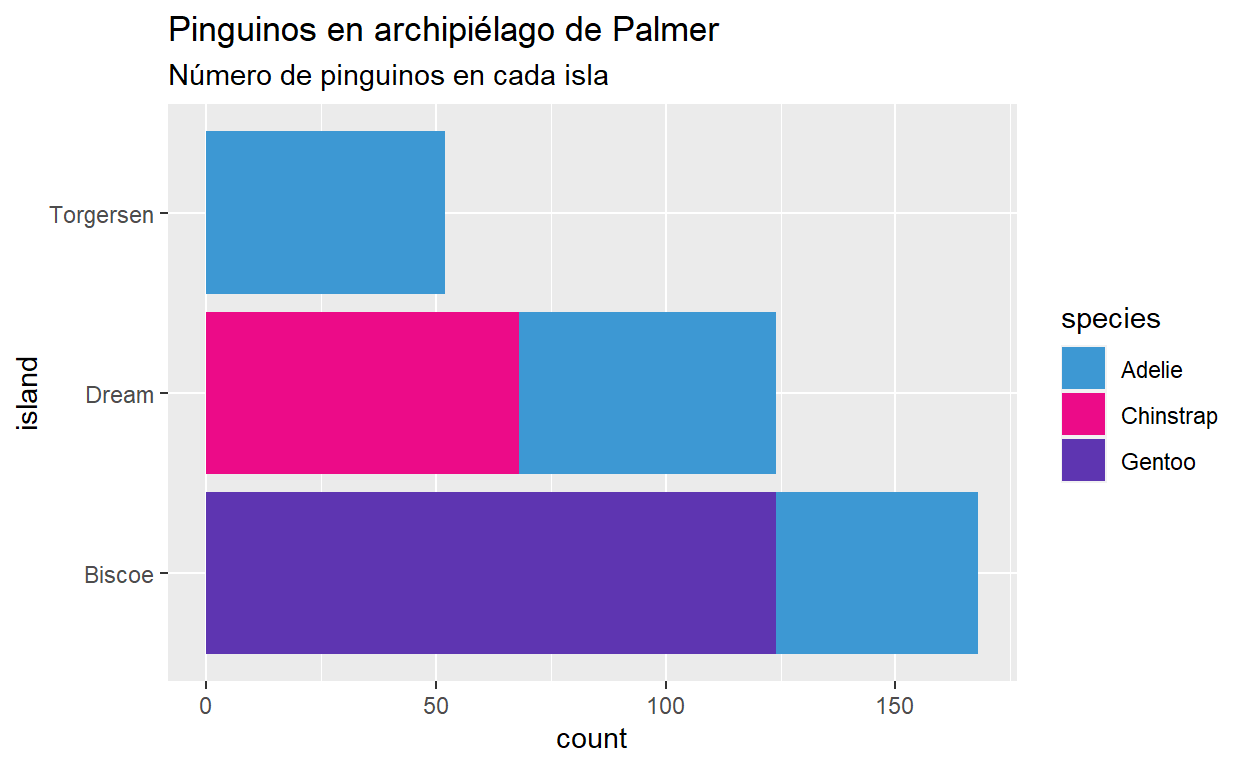 Pinguinos en archipiélago de Palmer
Número de pinguinos en cada isla
island
Torgersen
Dream
Biscoe
0 50 100 150
count
species
Adelie
Chinstrap
Gentoo